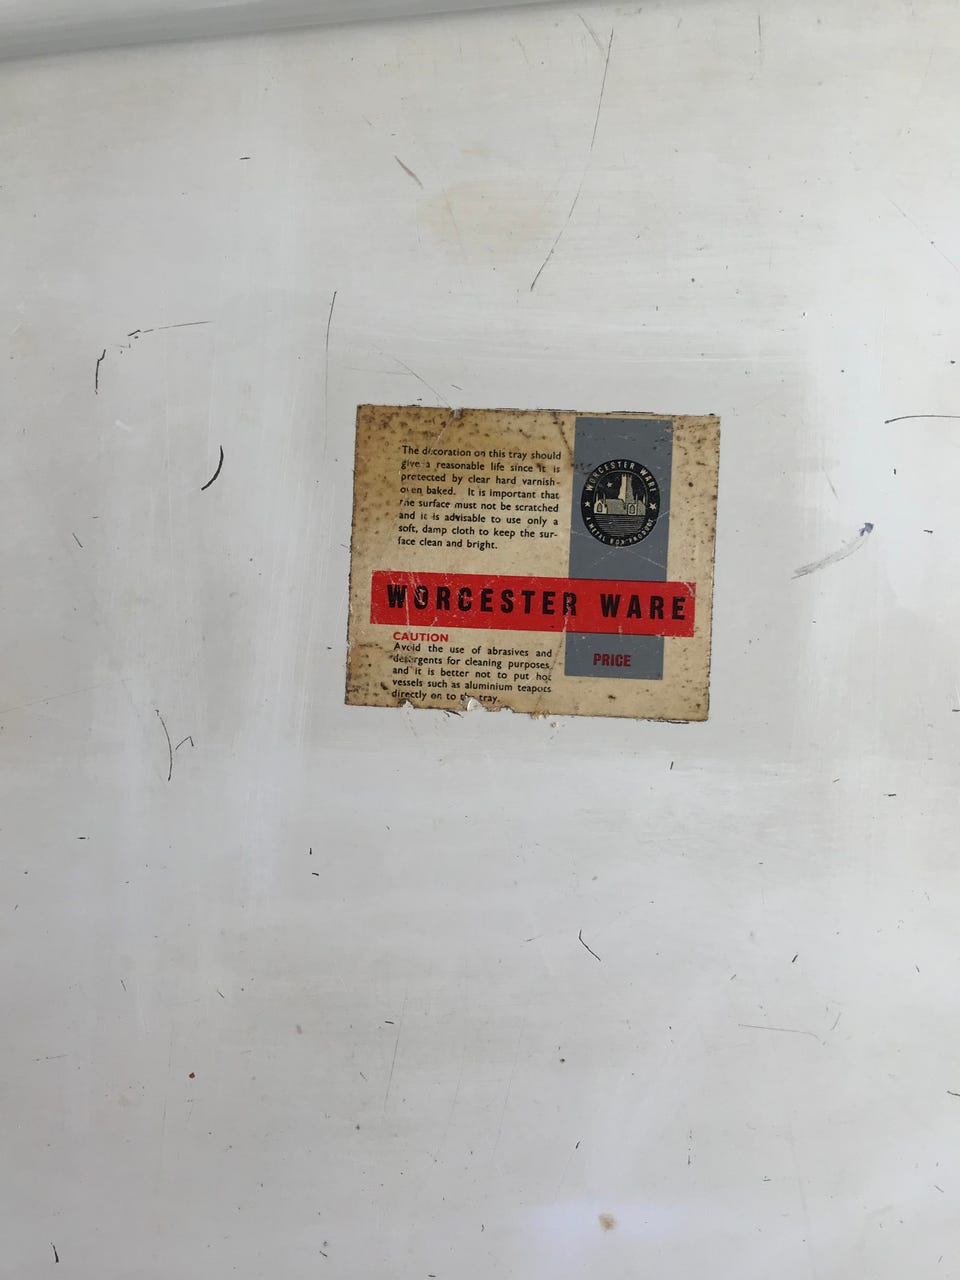 The decoration on this tray should
give a reasonable life since it is
protected by clear hard varnish-
oven baked. It is important that
the surface must not be scratched
and it is advisable to use only a
soft, damp cloth to keep the sur-
face clean and bright.
WORCESTER WARE
A METAL BOX PRODUCT
WORCESTER WARE
CAUTION
Avoid the use of abrasives and
detergents for cleaning purposes,
and it is better not to put hot
vessels such as aluminium teapots
directly on to the tray.
PRICE